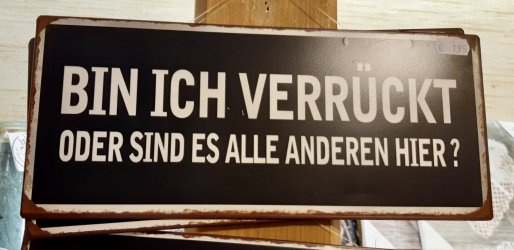 BIN ICH VERRÜCKT
ODER SIND ES ALLE ANDEREN HIER?